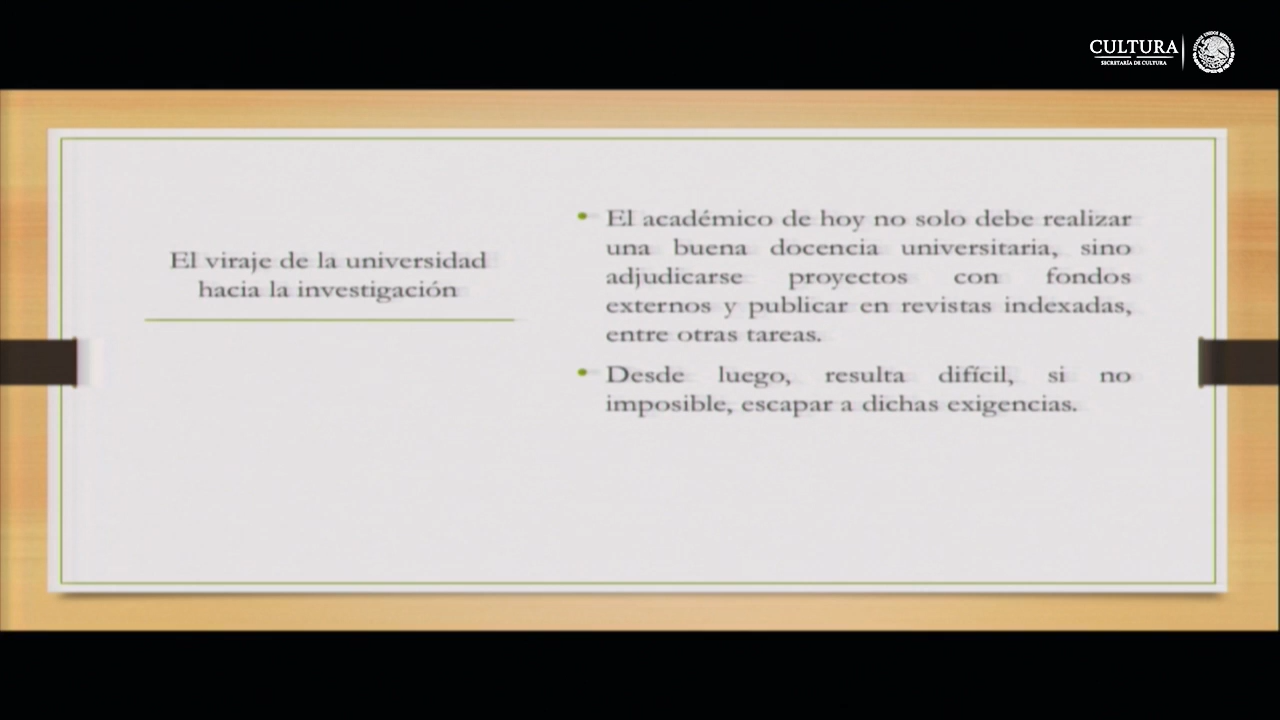 CULTURA
SECRETARÍA DE CULTURA
El viraje de la universidad
hacia la investigación
• El académico de hoy no solo debe realizar
una buena docencia universitaria, sino
adjudicarse proyectos con fondos
externos y publicar en revistas indexadas,
entre otras tareas.
• Desde luego, resulta difícil, si no
imposible, escapar a dichas exigencias.